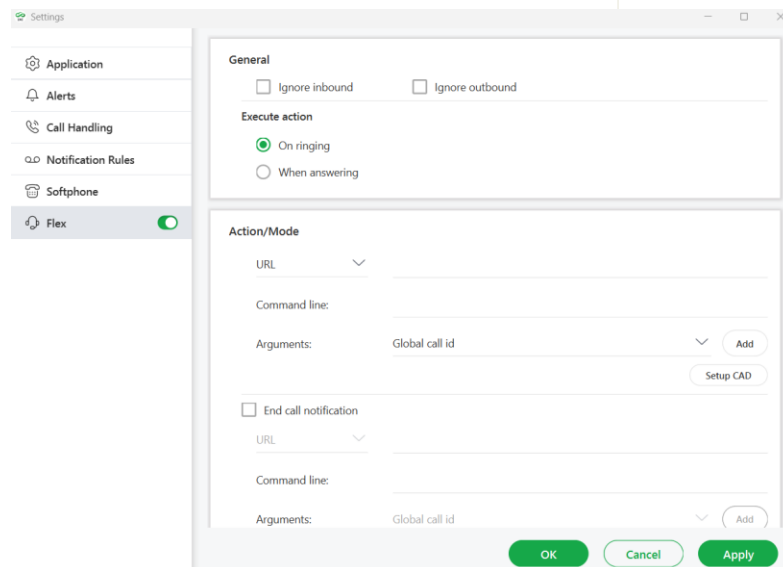 Settings
Application
Alerts
Call Handling
Notification Rules
Softphone
Flex
General
Ignore inbound Ignore outbound
Execute action
On ringing
When answering
Action/Mode
URL
Command line:
Arguments: Global call id Add
Setup CAD
End call notification
URL
Command line:
Arguments: Global call id Add
OK Cancel Apply